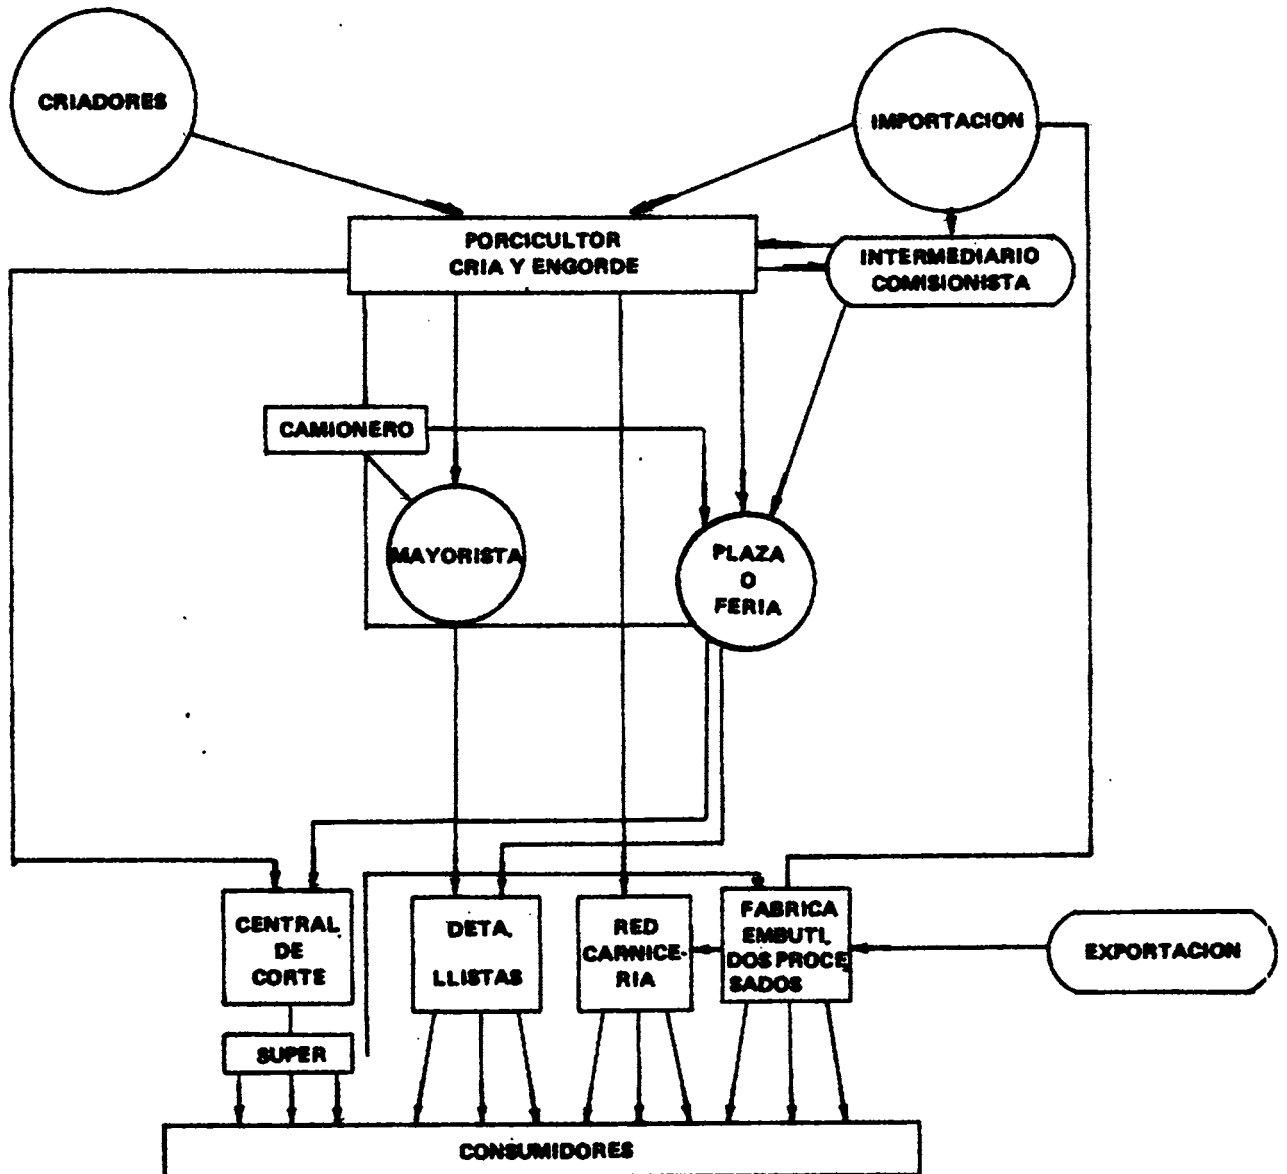 CRIADORES
IMPORTACION
PORCICULTOR
CRIA Y ENGORDE
INTERMEDIARIO
COMISIONISTA
CAMIONERO
MAYORISTA
PLAZA
O
FERIA
CENTRAL
DE
CORTE
DETA.
LLISTAS
RED
CARNICE-
RIA
FABRICA
EMBUTI.
DOS PROCE
SADOS
EXPORTACION
SUPER
CONSUMIDORES